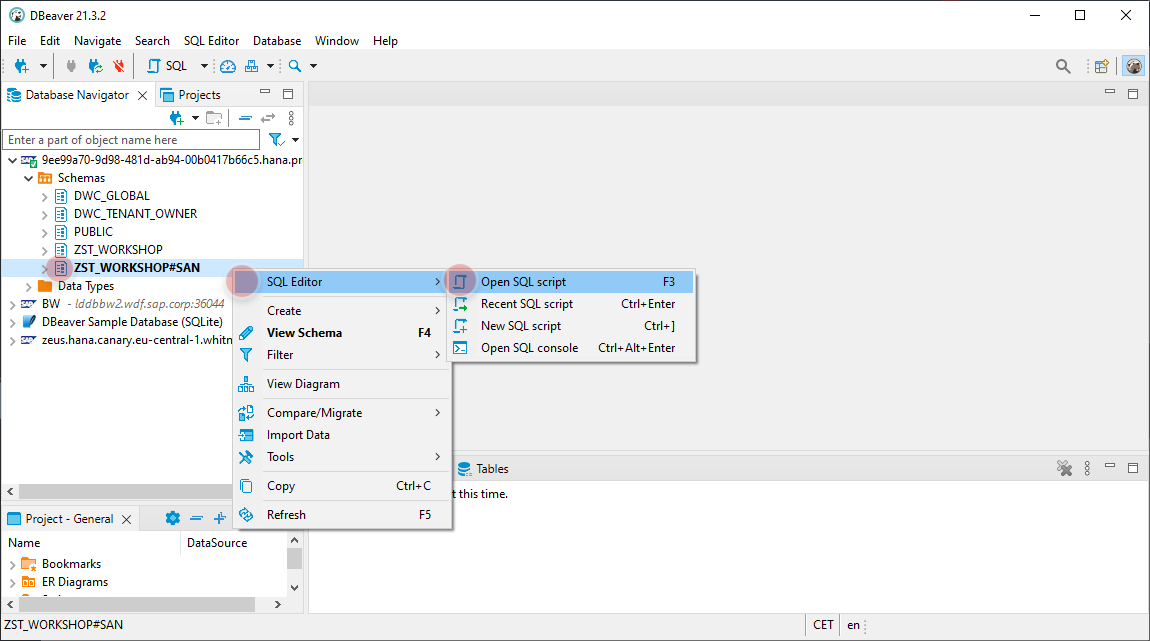 DBeaver 21.3.2
File Edit Navigate Search SQL Editor Database Window Help
SQL
Database Navigator Projects
Enter a part of object name here
9ee99a70-9d98-481d-ab94-00b0417b66c5.hana.pr
Schemas
DWC_GLOBAL
DWC_TENANT_OWNER
PUBLIC
ZST_WORKSHOP
ZST_WORKSHOP#SAN
Data Types
BW - lddbbw2.wdf.sap.corp:36044
DBeaver Sample Database (SQLite)
zeus.hana.canary.eu-central-1.whitn
SQL Editor
Create
View Schema F4
Filter
View Diagram
Compare/Migrate
Import Data
Tools
Copy Ctrl+C
Refresh F5
Open SQL script F3
Recent SQL script Ctrl+Enter
New SQL script Ctrl+]
Open SQL console Ctrl+Alt+Enter
Tables
t this time.
Project - General
Name DataSource
Bookmarks
ER Diagrams
ZST_WORKSHOP#SAN CET en